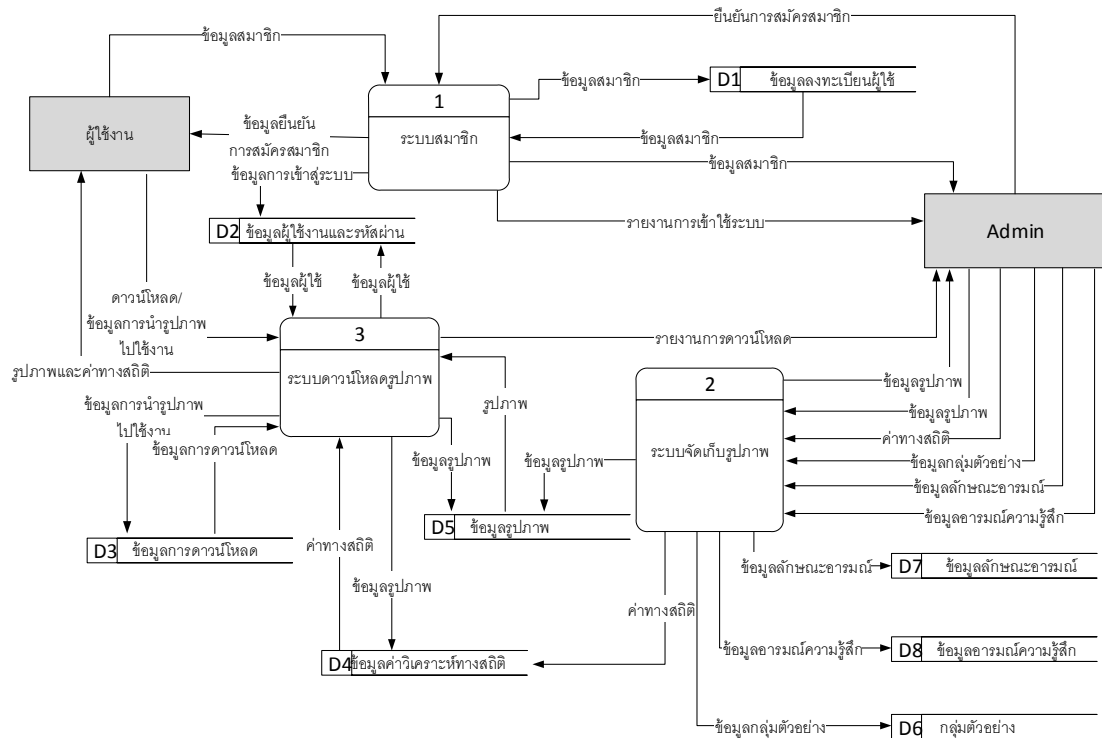 ยืนยันการสมัครสมาชิก
ข้อมูลสมาชิก
1
ระบบสมาชิก
ข้อมูลสมาชิก
D1 ข้อมูลลงทะเบียนผู้ใช้
ผู้ใช้งาน
ข้อมูลยืนยัน
การสมัครสมาชิก
ข้อมูลสมาชิก
ข้อมูลสมาชิก
ข้อมูลการเข้าสู่ระบบ
รายงานการเข้าใช้ระบบ
Admin
D2 ข้อมูลผู้ใช้งานและรหัสผ่าน
ข้อมูลผู้ใช้
ข้อมูลผู้ใช้
ดาวน์โหลด/
ข้อมูลการนำรูปภาพ
ไปใช้งาน
3
ระบบดาวน์โหลดรูปภาพ
รายงานการดาวน์โหลด
รูปภาพและค่าทางสถิติ
ข้อมูลการนำรูปภาพ
ไปใช้งาน
ข้อมูลการดาวน์โหลด
รูปภาพ
2
ระบบจัดเก็บรูปภาพ
ข้อมูลรูปภาพ
ข้อมูลรูปภาพ
ค่าทางสถิติ
ข้อมูลกลุ่มตัวอย่าง
ข้อมูลลักษณะอารมณ์
ข้อมูลอารมณ์ความรู้สึก
ข้อมูลรูปภาพ
ข้อมูลรูปภาพ
D5 ข้อมูลรูปภาพ
D3 ข้อมูลการดาวน์โหลด
ค่าทางสถิติ
ข้อมูลรูปภาพ
ข้อมูลลักษณะอารมณ์
D7 ข้อมูลลักษณะอารมณ์
ค่าทางสถิติ
ข้อมูลอารมณ์ความรู้สึก
D8 ข้อมูลอารมณ์ความรู้สึก
D4 ข้อมูลค่าวิเคราะห์ทางสถิติ
ข้อมูลกลุ่มตัวอย่าง
D6 กลุ่มตัวอย่าง